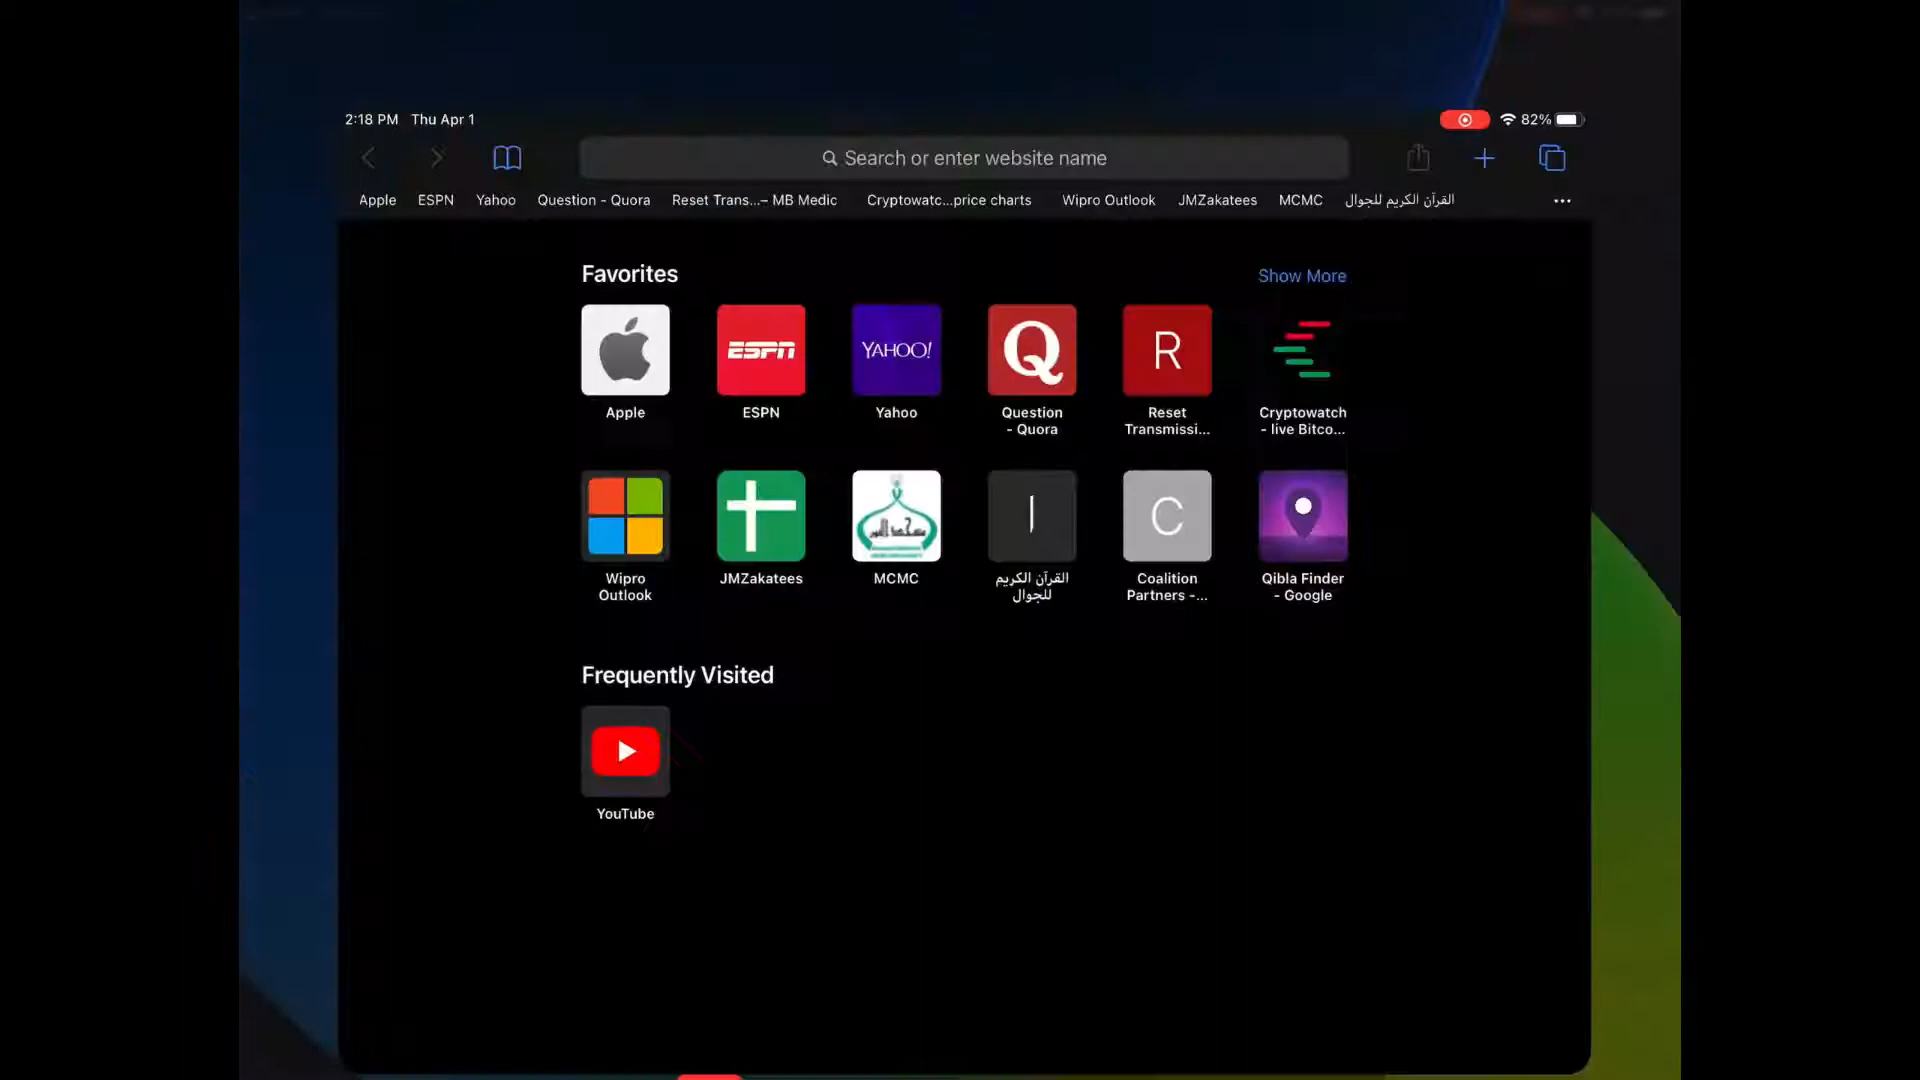 2:18 PM Thu Apr 1
82%
Search or enter website name
Apple ESPN Yahoo Question - Quora Reset Trans...– MB Medic Cryptowatc...price charts Wipro Outlook JMZakatees MCMC القرآن الكريم للجوال
Favorites
Show More
ESPN
YAHOO!
Q
R
Apple
ESPN
Yahoo
Question
- Quora
Reset
Transmissi...
Cryptowatch
- live Bitco...
ا
C
Wipro
Outlook
JMZakatees
MCMC
القرآن الكريم
للجوال
Coalition
Partners -...
Qibla Finder
- Google
Frequently Visited
YouTube